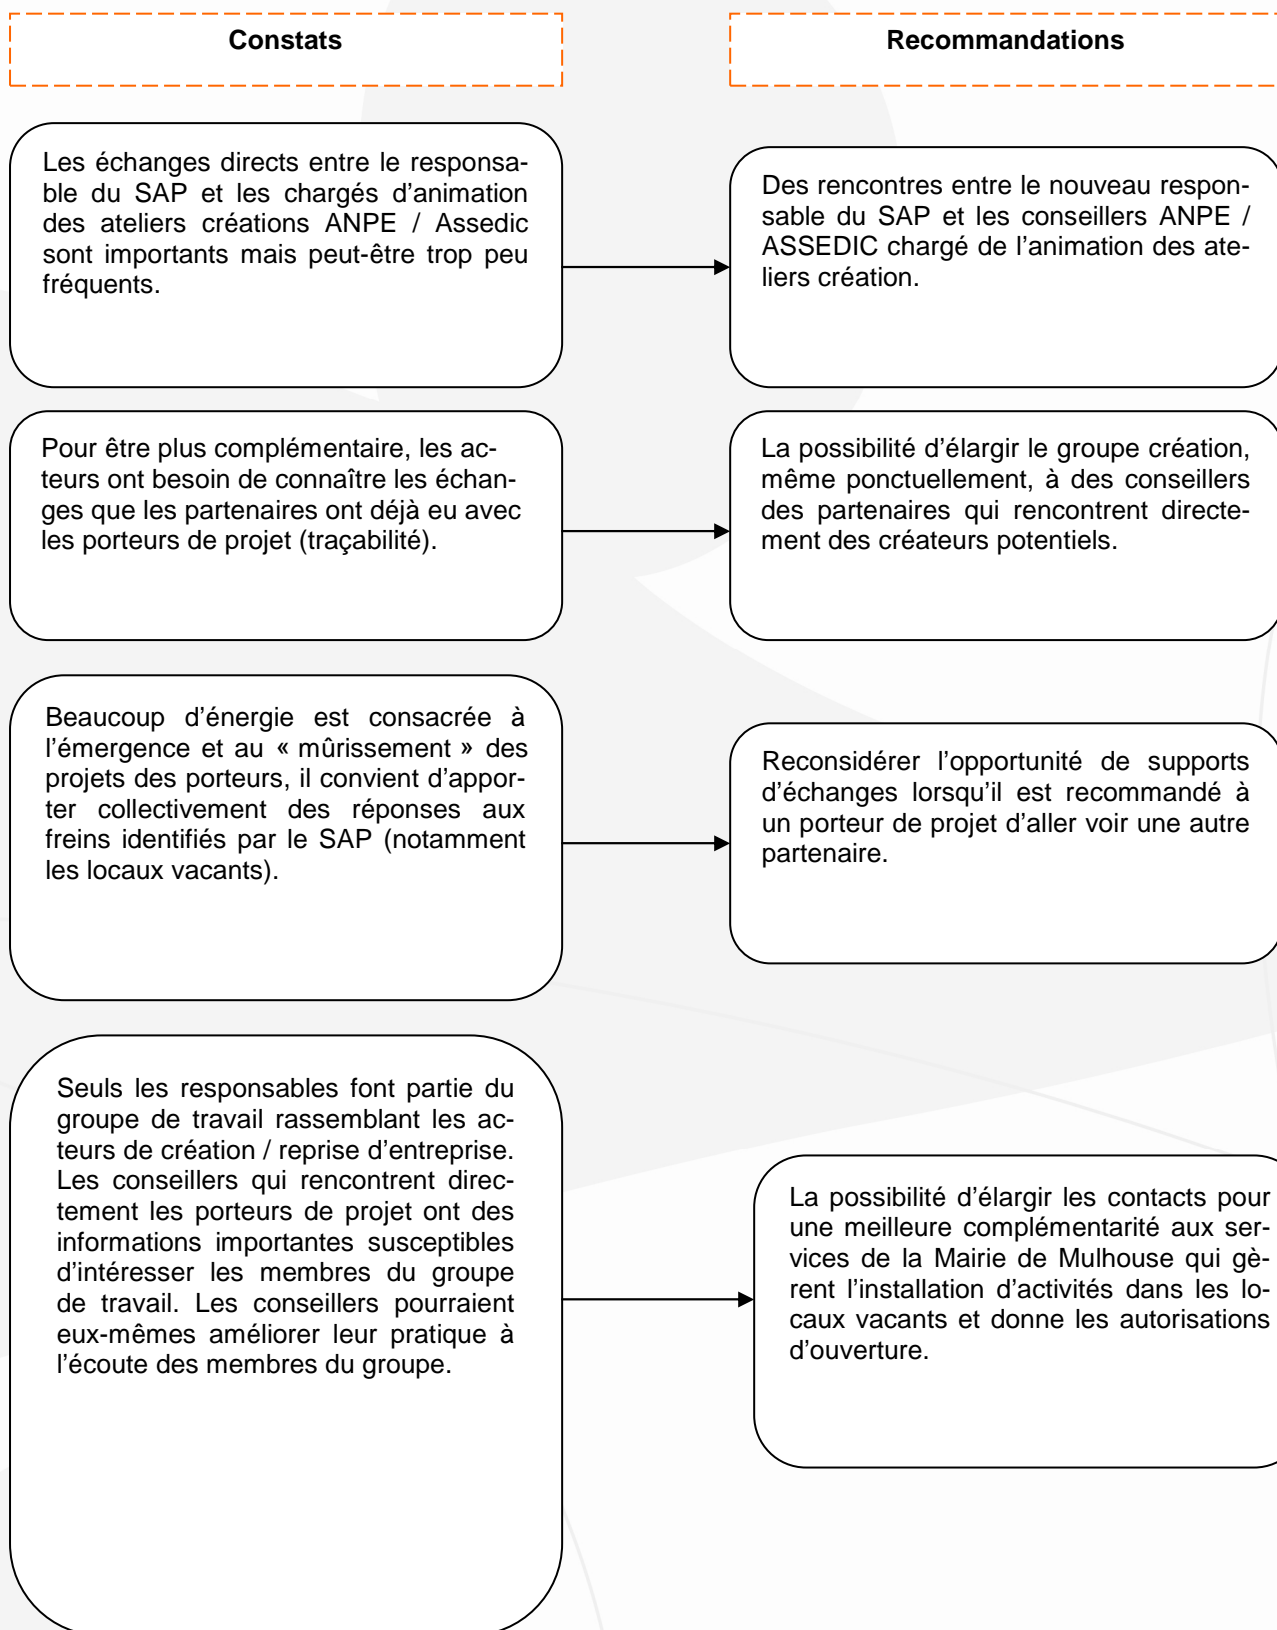 Constats
Recommandations
Les échanges directs entre le responsa-
ble du SAP et les chargés d’animation
des ateliers créations ANPE / Assedic
sont importants mais peut-être trop peu
fréquents.
Des rencontres entre le nouveau respon-
sable du SAP et les conseillers ANPE /
ASSEDIC chargé de l’animation des ate-
liers création.
Pour être plus complémentaire, les ac-
teurs ont besoin de connaître les échan-
ges que les partenaires ont déjà eu avec
les porteurs de projet (traçabilité).
La possibilité d’élargir le groupe création,
même ponctuellement, à des conseillers
des partenaires qui rencontrent directe-
ment des créateurs potentiels.
Beaucoup d’énergie est consacrée à
l’émergence et au « mûrissement » des
projets des porteurs, il convient d’appor-
ter collectivement des réponses aux
freins identifiés par le SAP (notamment
les locaux vacants).
Reconsidérer l’opportunité de supports
d’échanges lorsqu’il est recommandé à
un porteur de projet d’aller voir une autre
partenaire.
Seuls les responsables font partie du
groupe de travail rassemblant les ac-
teurs de création / reprise d’entreprise.
Les conseillers qui rencontrent direc-
tement les porteurs de projet ont des
informations importantes susceptibles
d’intéresser les membres du groupe
de travail. Les conseillers pourraient
eux-mêmes améliorer leur pratique à
l’écoute des membres du groupe.
La possibilité d’élargir les contacts pour
une meilleure complémentarité aux ser-
vices de la Mairie de Mulhouse qui gè-
rent l’installation d’activités dans les lo-
caux vacants et donne les autorisations
d’ouverture.